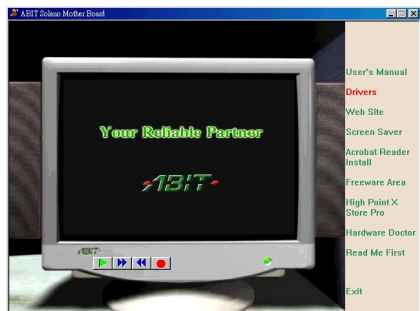 ABIT Solano Mother Board
Your Reliable Partner
ABIT
ABIT
User's Manual
Drivers
Web Site
Screen Saver
Acrobat Reader
Install
Freeware Area
High Point X
Store Pro
Hardware Doctor
Read Me First
Exit